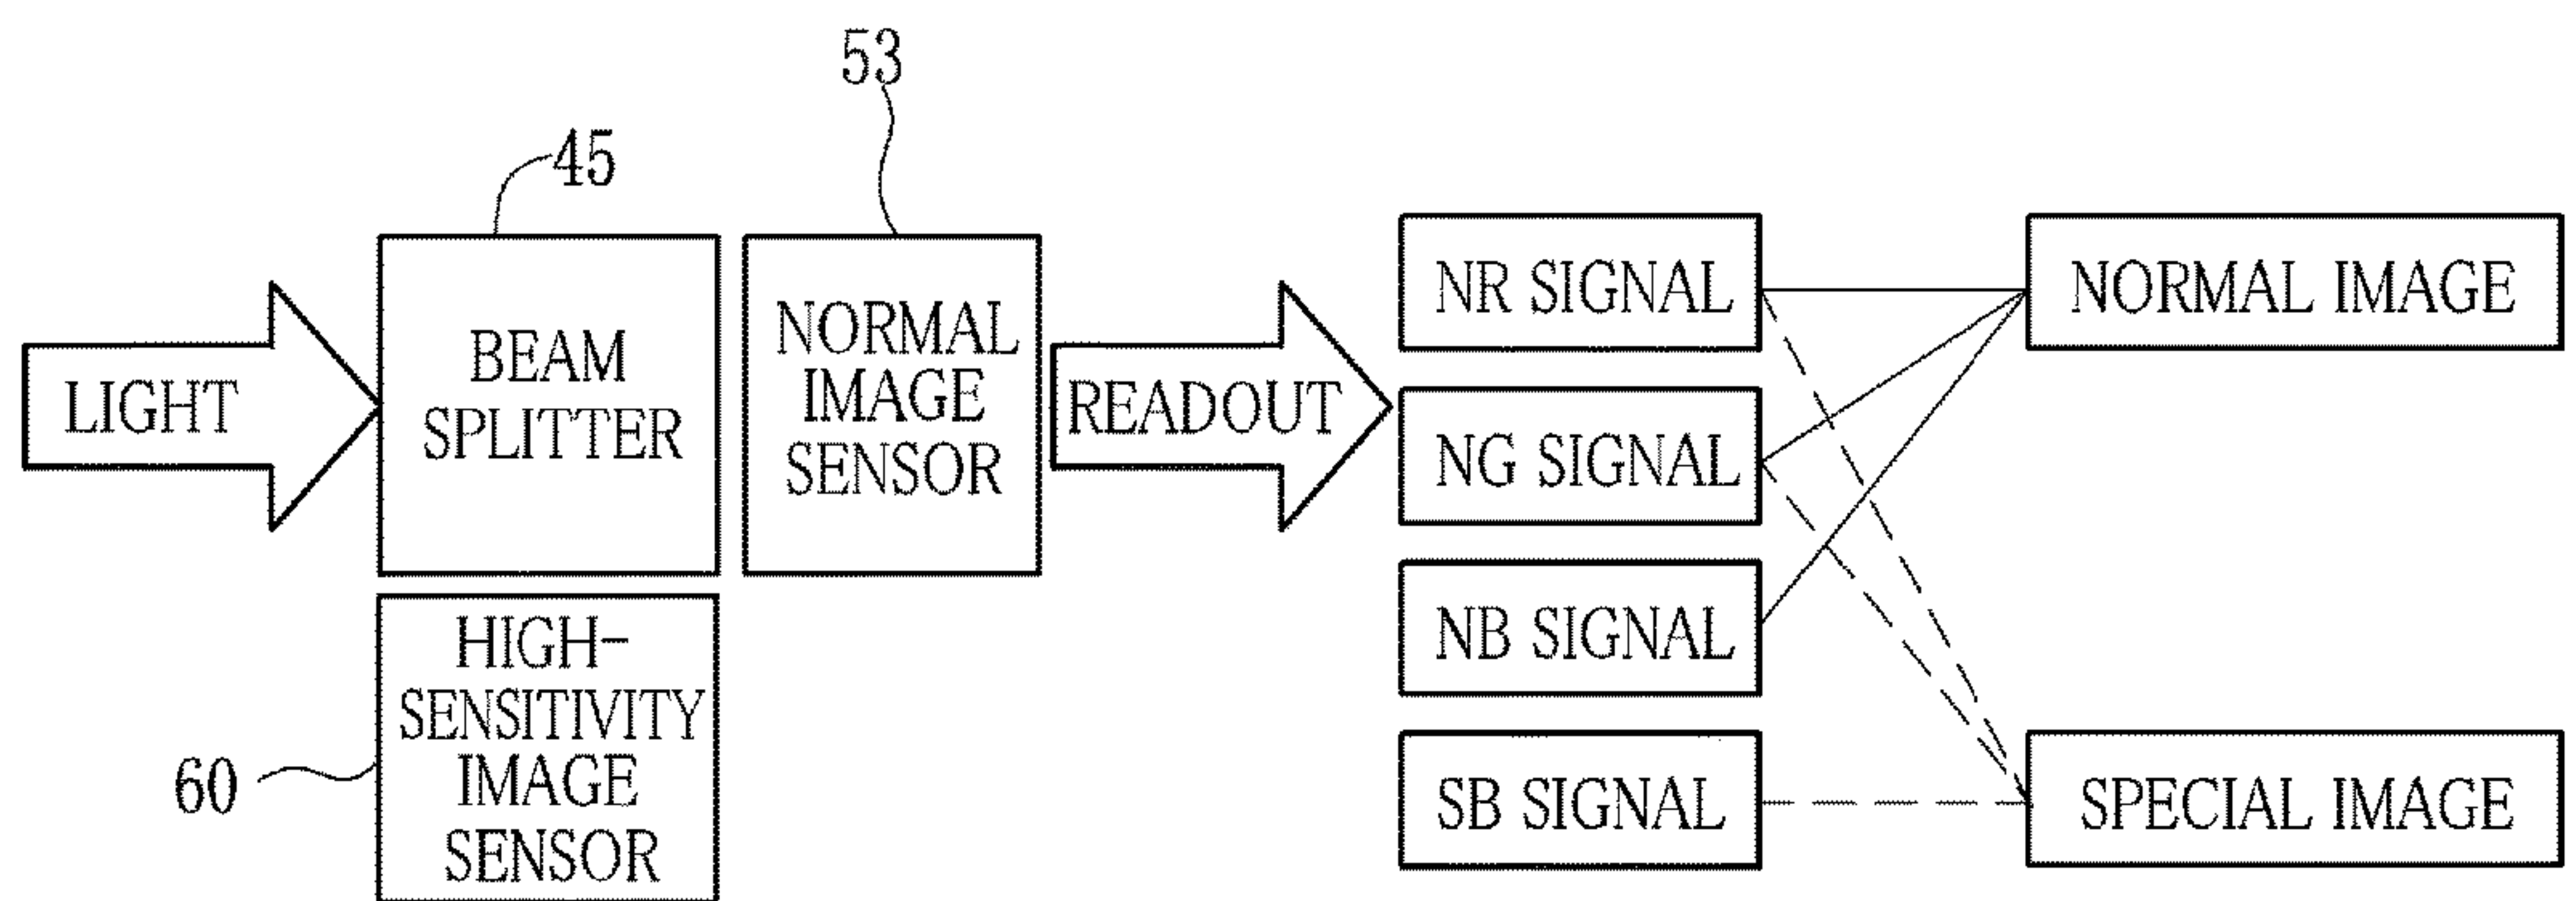 53
45
LIGHT
BEAM
SPLITTER
NORMAL
IMAGE
SENSOR
READOUT
NR SIGNAL
NG SIGNAL
NB SIGNAL
SB SIGNAL
NORMAL IMAGE
SPECIAL IMAGE
60
HIGH-
SENSITIVITY
IMAGE
SENSOR